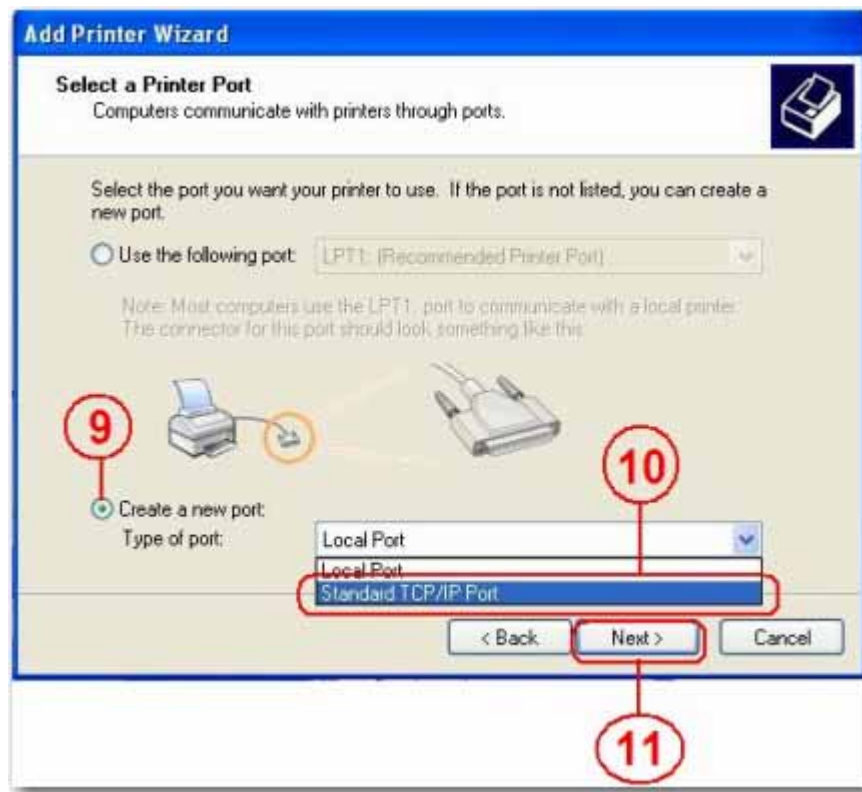 Add Printer Wizard
Select a Printer Port
Computers communicate with printers through ports.
Select the port you want your printer to use. If the port is not listed, you can create a
new port.
Use the following port:
LPT1: (Recommended Printer Port)
Note: Most computers use the LPT1: port to communicate with a local printer.
The connector for this port should look something like this:
9
10
Create a new port:
Type of port:
Local Port
Local Port
Standard TCP/IP Port
< Back
Next >
Cancel
11